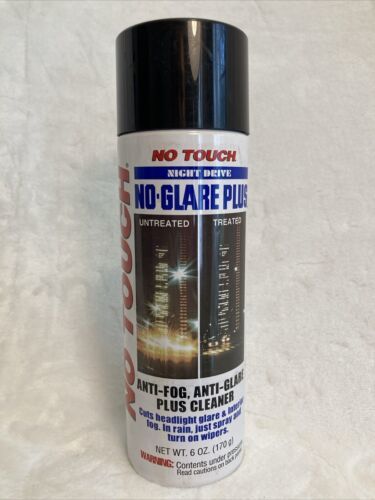 NO TOUCH.
NIGHT DRIVE
NO·GLARE PLUS
UNTREATED
TREATED
NO TOUCH
ANTI-FOG, ANTI-GLARE
PLUS CLEANER
Cuts headlight glare & Interior
fog. In rain, just spray and
turn on wipers.
NET WT. 6 OZ. (170 g)
WARNING: Contents under pressure.
Read cautions on back